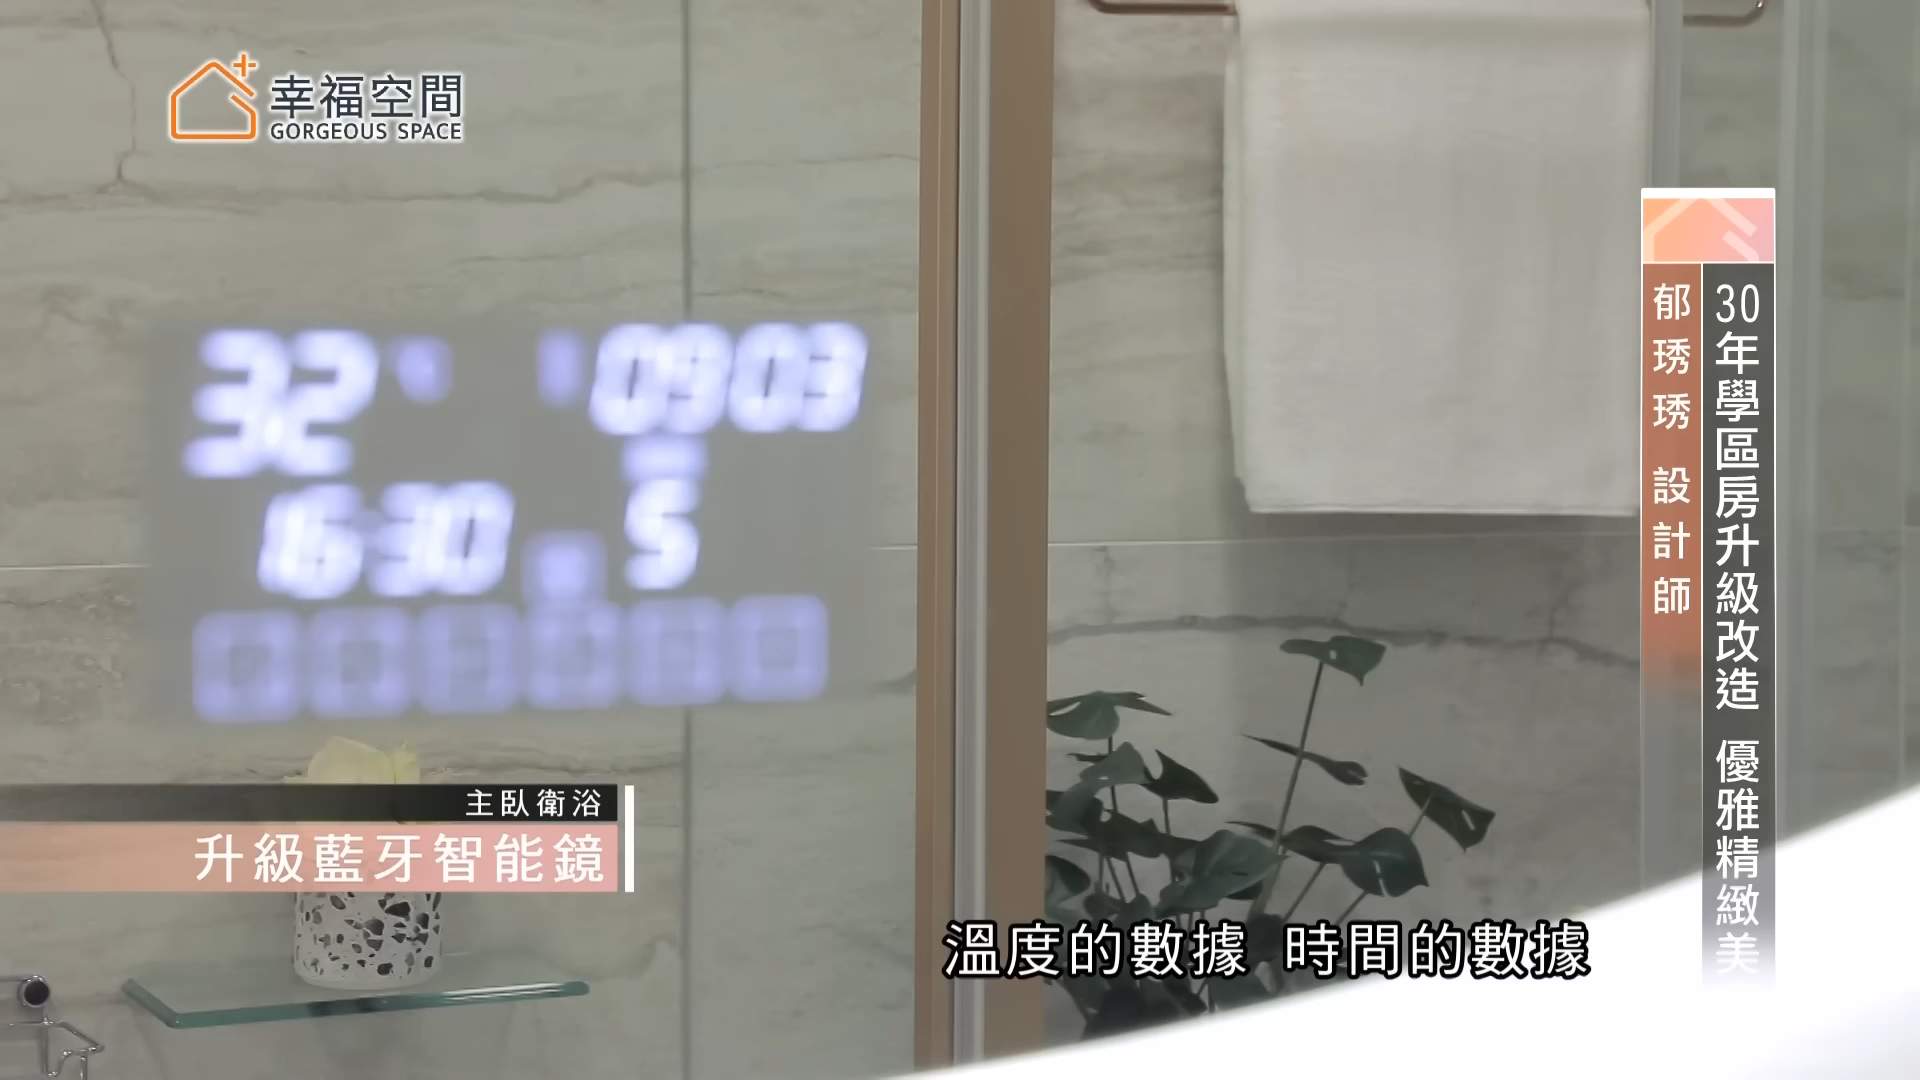 幸福空間
GORGEOUS SPACE
30年學區房升級改造 優雅精緻美
郁琇琇 設計師
32
0903
16:30
5
主臥衛浴
升級藍牙智能鏡
溫度的數據 時間的數據